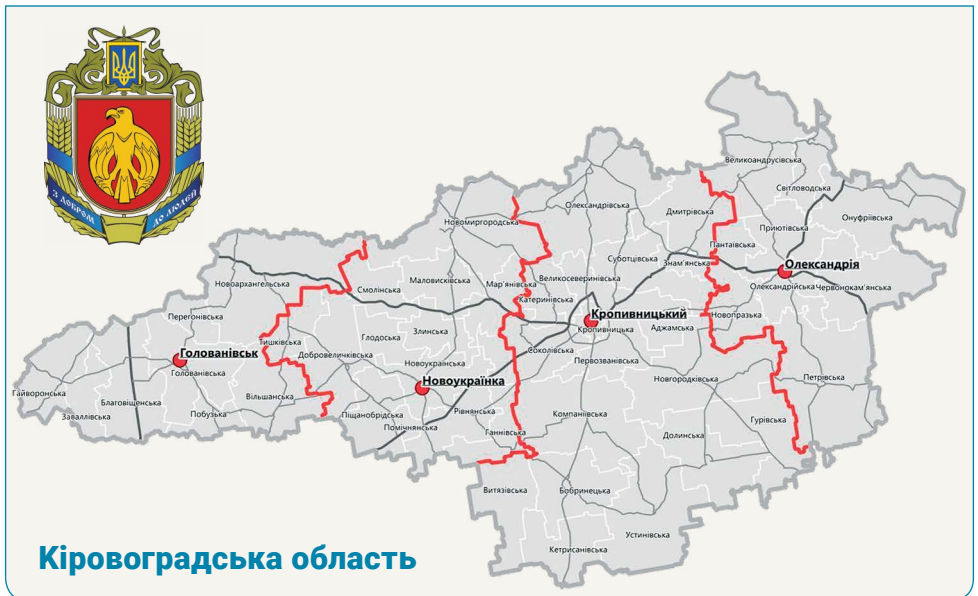 З ДОБРОМ
ДО ЛЮДЕЙ
Великоандрусівська
Світловодська
Олександрівська
Дмитрівська
Онуфріївська
Новомиргородська
Приютівська
Пантаївська
Суботцівська
Знам'янська
Олександрія
Великосеверинівська
Маловисківська
Мар'янівська
Новоархангельська
Смолінська
Катеринівська
Олександрійська
Червонокам'янська
Перегонівська
Кропивницький
Новопразька
Злинська
Кропивницька
Аджамська
Тишківська
Глодоська
Соколівська
Голованівськ
Добровеличківська
Первозванівська
Новоукраїнська
Голованівська
Новоукраїнка
Новгородківська
Петрівська
Гайворонська
Вільшанська
Благовіщенська
Побузька
Піщанобрідська
Рівнянська
Компаніївська
Заваллівська
Помічнянська
Гурівська
Ганнівська
Долинська
Витязівська
Бобринецька
Устинівська
Кетрисанівська
Кіровоградська область